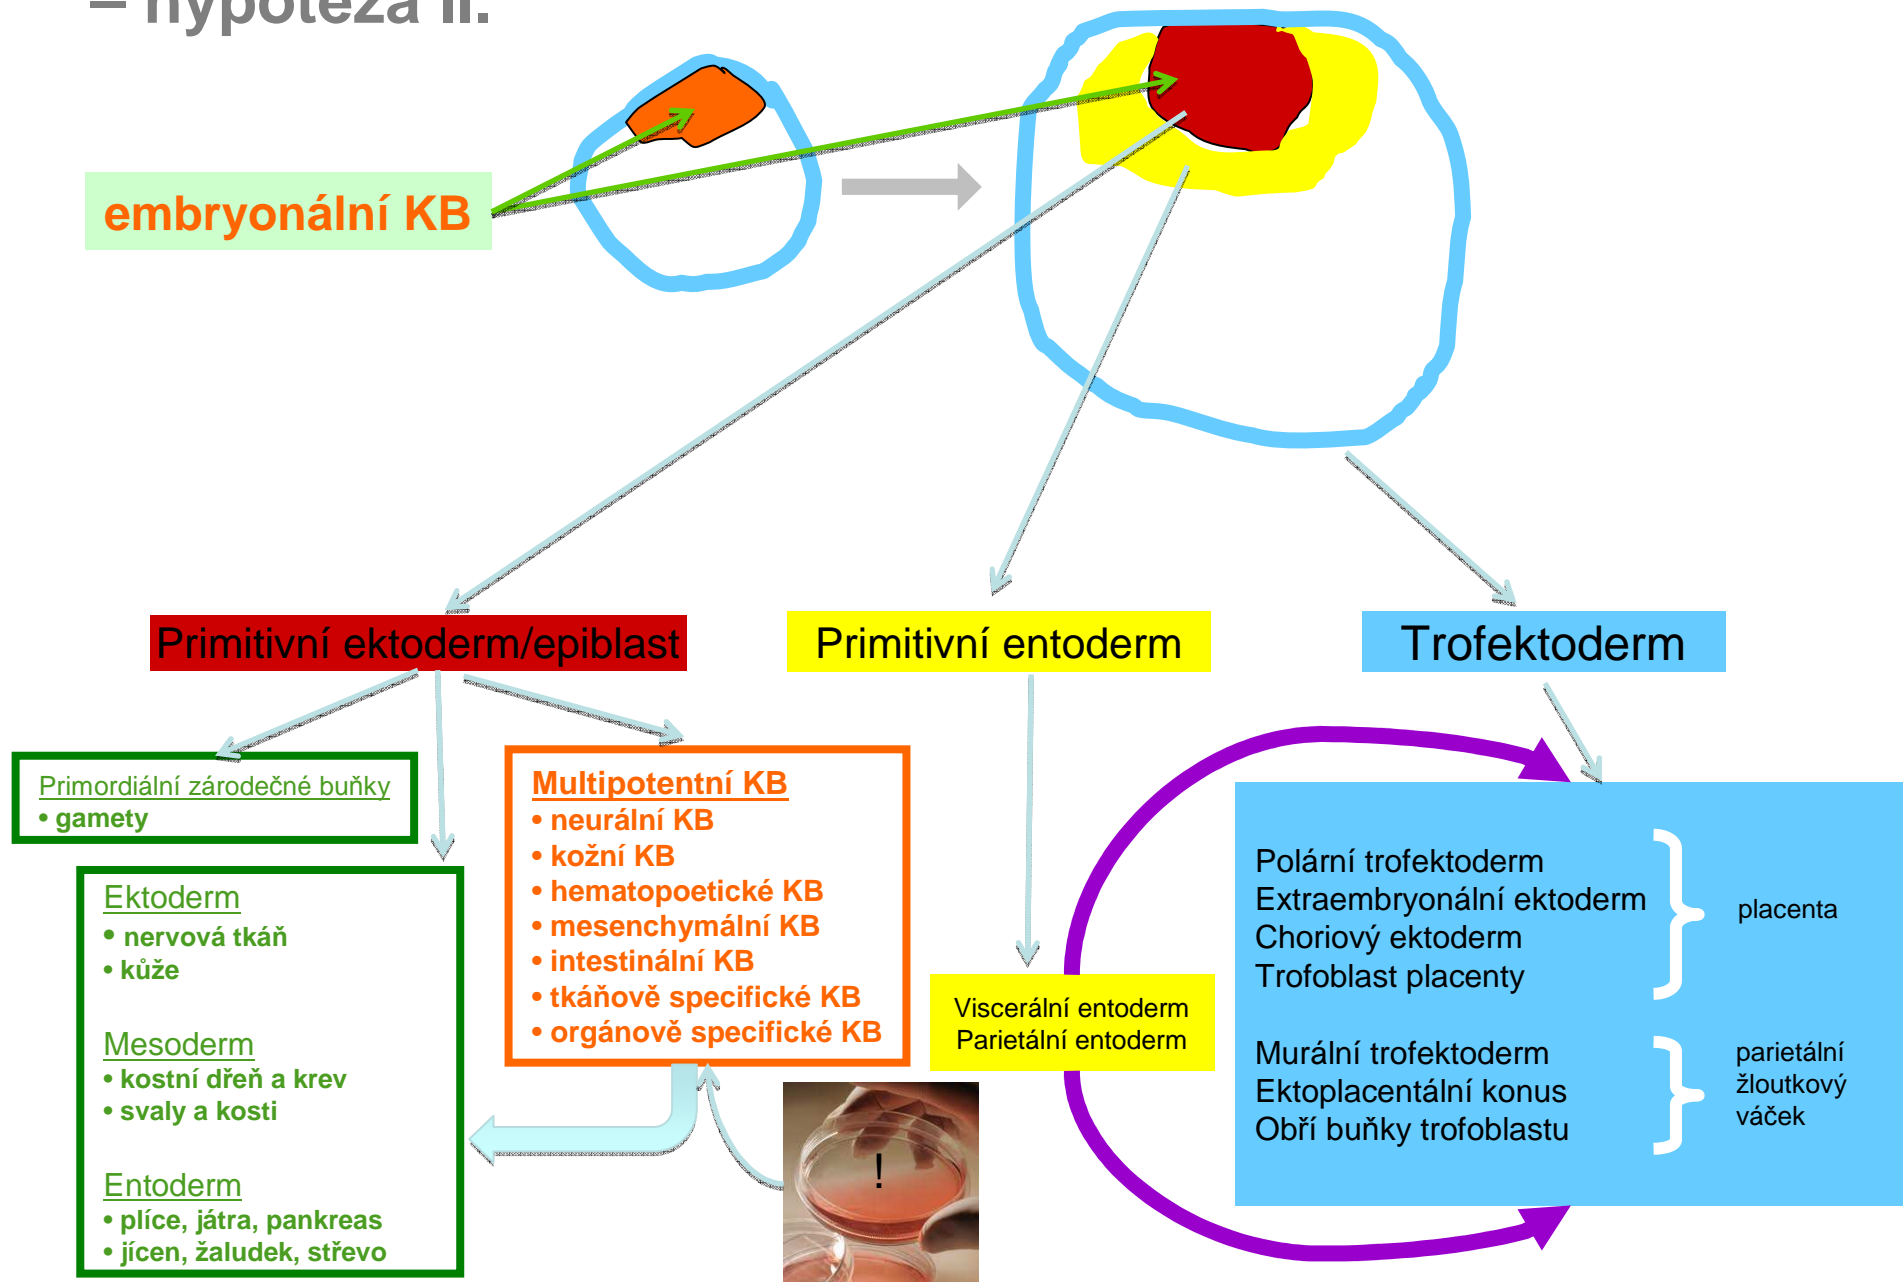 – hypotéza II.
embryonální KB
Primitivní ektoderm/epiblast
Primitivní entoderm
Trofektoderm
Primordiální zárodečné buňky
• gamety
Ektoderm
• nervová tkáň
• kůže
Mesoderm
• kostní dřeň a krev
• svaly a kosti
Entoderm
• plíce, játra, pankreas
• jícen, žaludek, střevo
Multipotentní KB
• neurální KB
• kožní KB
• hematopoetické KB
• mesenchymální KB
• intestinální KB
• tkáňově specifické KB
• orgánově specifické KB
!
Viscerální entoderm
Parietální entoderm
Polární trofektoderm
Extraembryonální ektoderm
Choriový ektoderm
Trofoblast placenty
placenta
Murální trofektoderm
Ektoplacentální konus
Obří buňky trofoblastu
parietální
žloutkový
váček